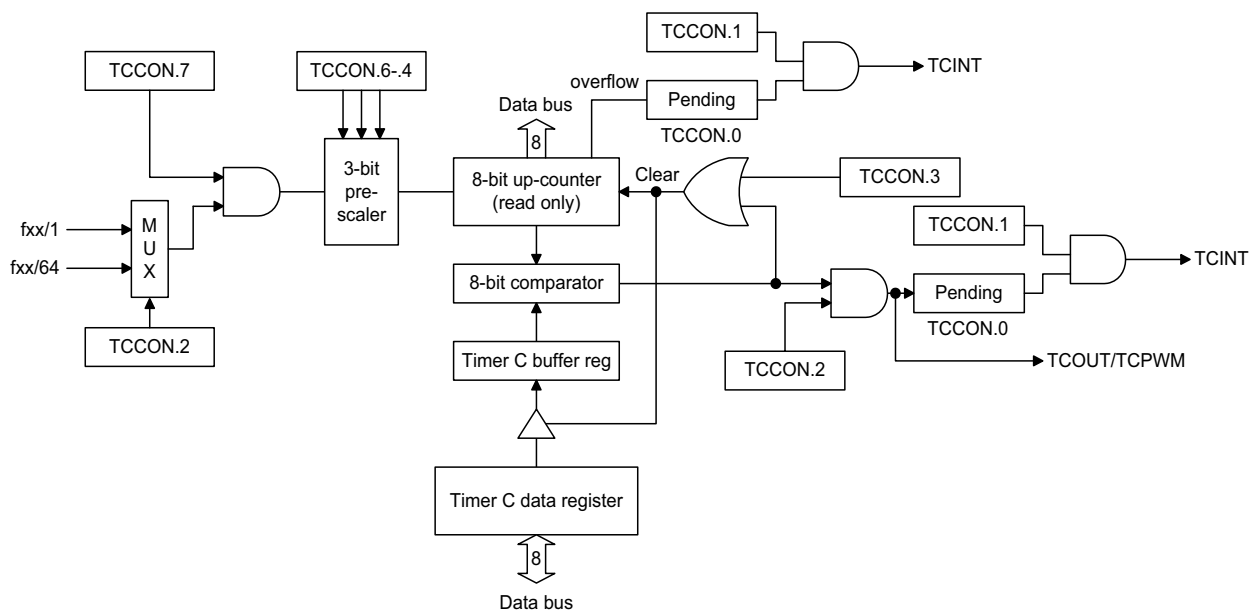 TCCON.1
TCCON.7
TCCON.6-.4
TCINT
overflow
Pending
Data bus
TCCON.0
8
3-bit
pre-
scaler
8-bit up-counter
(read only)
Clear
TCCON.3
M
U
X
fxx/1
fxx/64
TCCON.1
TCINT
8-bit comparator
Pending
TCCON.0
TCCON.2
Timer C buffer reg
TCCON.2
TCOUT/TCPWM
Timer C data register
8
Data bus